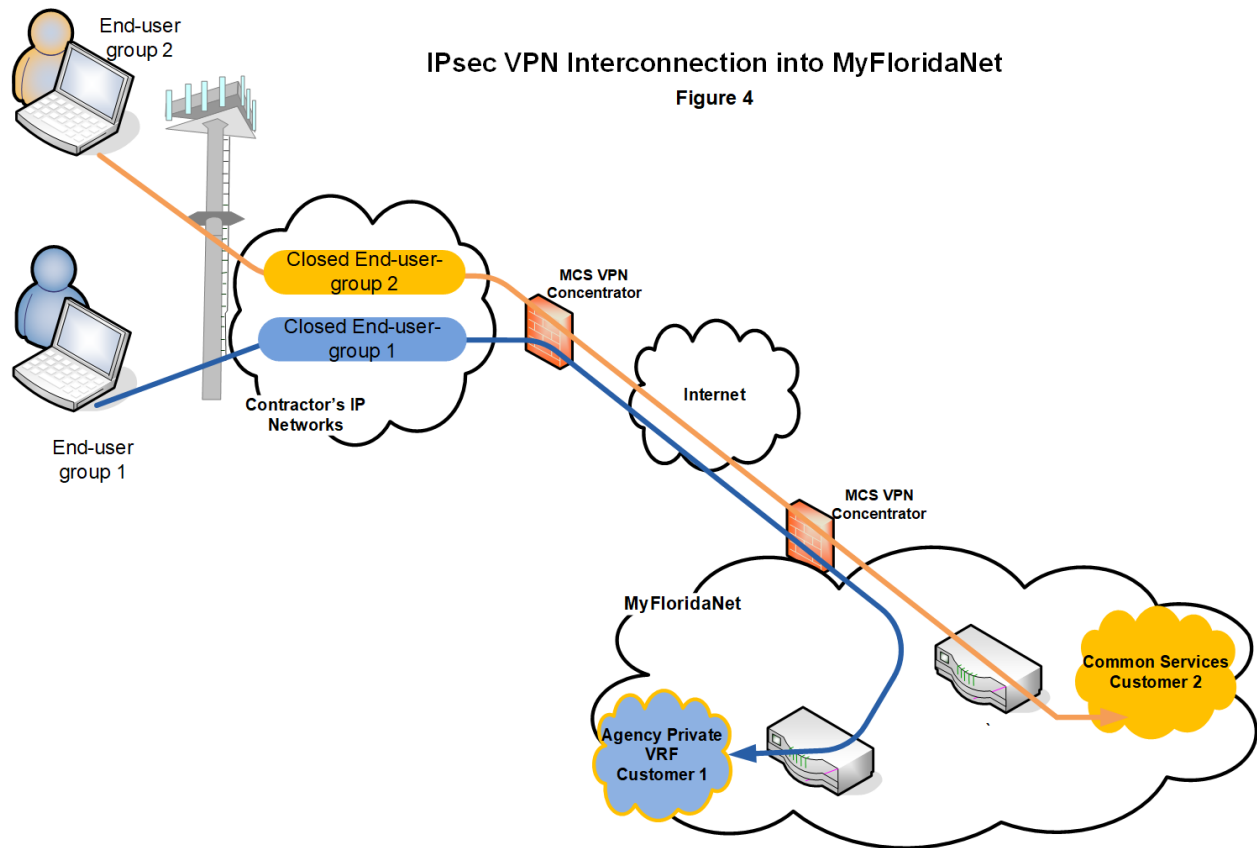 End-user
group 2
IPsec VPN Interconnection into MyFloridaNet
Figure 4
Closed End-user-
group 2
MCS VPN
Concentrator
Closed End-user-
group 1
Internet
Contractor's IP
Networks
End-user
group 1
MCS VPN
Concentrator
MyFloridaNet
Common Services
Customer 2
Agency Private
VRF
Customer 1